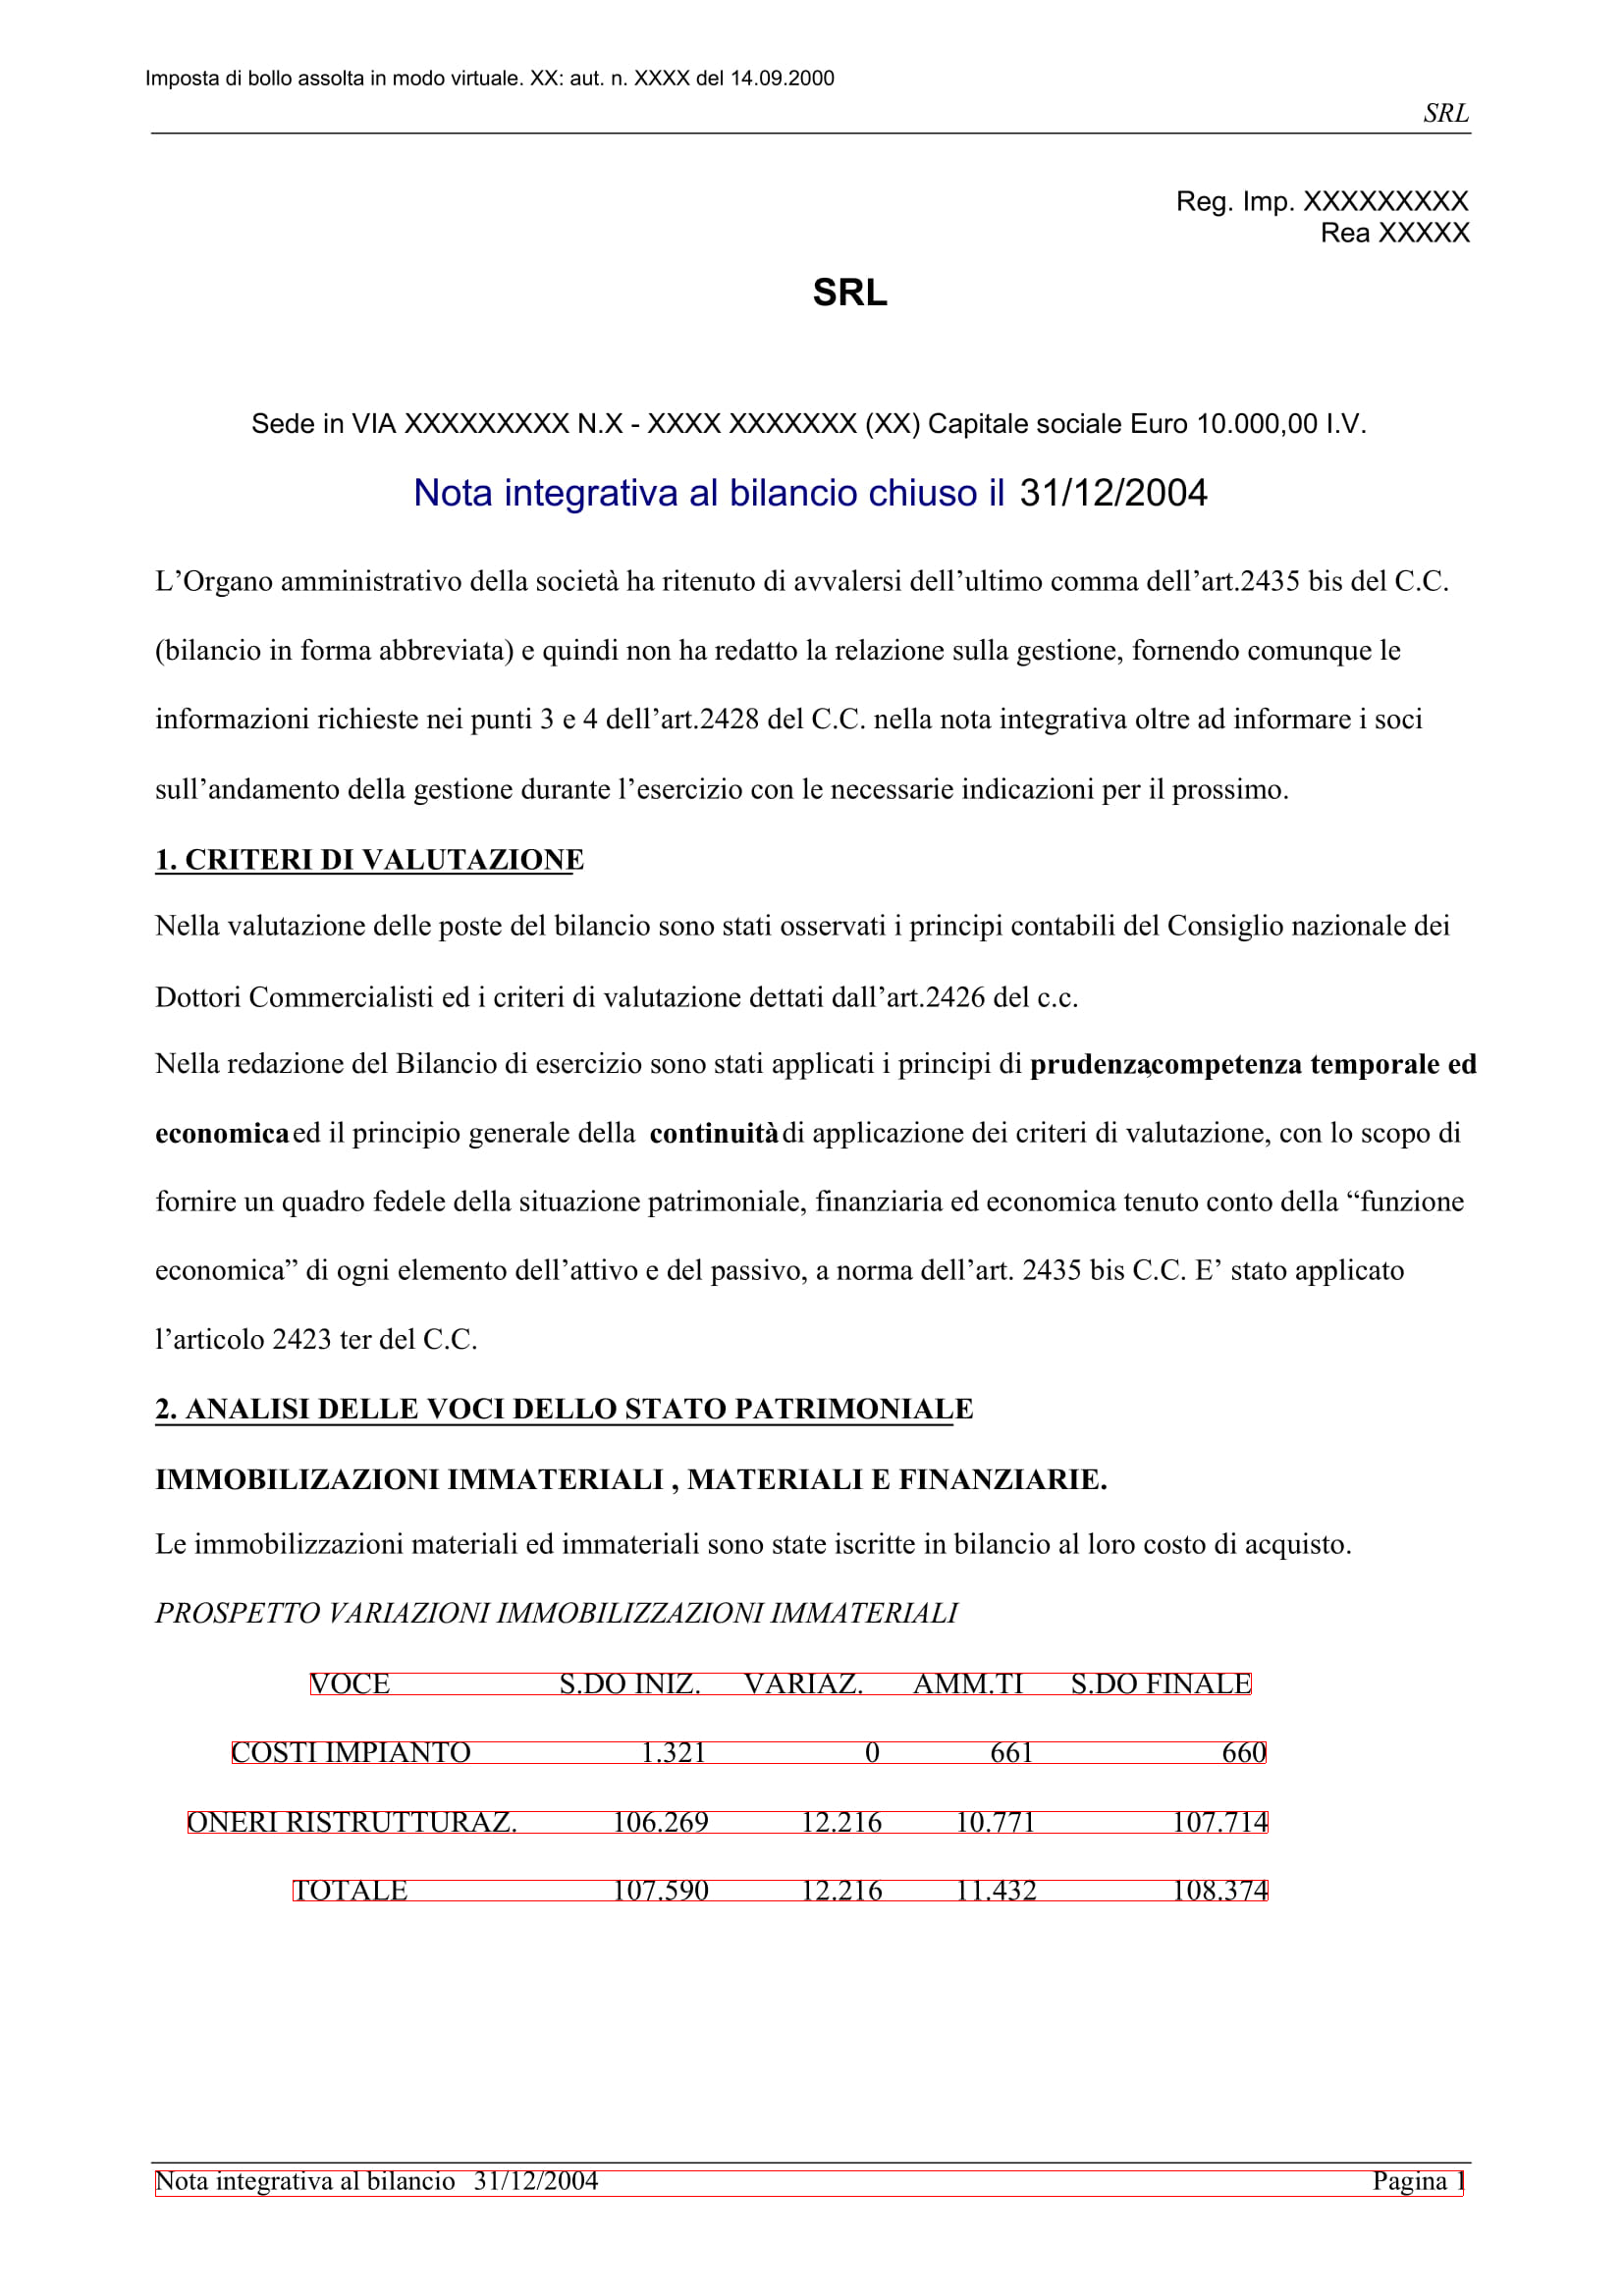 Imposta di bollo assolta in modo virtuale. XX: aut. n. XXXX del 14.09.2000
SRL
Reg. Imp. XXXXXXXXX
Rea XXXXX
SRL
Sede in VIA XXXXXXXXX N.X - XXXX XXXXXXX (XX) Capitale sociale Euro 10.000,00 I.V.
Nota integrativa al bilancio chiuso il 31/12/2004
L’Organo amministrativo della società ha ritenuto di avvalersi dell’ultimo comma dell’art.2435 bis del C.C.
(bilancio in forma abbreviata) e quindi non ha redatto la relazione sulla gestione, fornendo comunque le
informazioni richieste nei punti 3 e 4 dell’art.2428 del C.C. nella nota integrativa oltre ad informare i soci
sull’andamento della gestione durante l’esercizio con le necessarie indicazioni per il prossimo.
1. CRITERI DI VALUTAZIONE
Nella valutazione delle poste del bilancio sono stati osservati i principi contabili del Consiglio nazionale dei
Dottori Commercialisti ed i criteri di valutazione dettati dall’art.2426 del c.c.
Nella redazione del Bilancio di esercizio sono stati applicati i principi di prudenza,competenza temporale ed
economica ed il principio generale della continuità di applicazione dei criteri di valutazione, con lo scopo di
fornire un quadro fedele della situazione patrimoniale, finanziaria ed economica tenuto conto della “funzione
economica” di ogni elemento dell’attivo e del passivo, a norma dell’art. 2435 bis C.C. E’ stato applicato
l’articolo 2423 ter del C.C.
2. ANALISI DELLE VOCI DELLO STATO PATRIMONIALE
IMMOBILIZAZIONI IMMATERIALI , MATERIALI E FINANZIARIE.
Le immobilizzazioni materiali ed immateriali sono state iscritte in bilancio al loro costo di acquisto.
PROSPETTO VARIAZIONI IMMOBILIZZAZIONI IMMATERIALI
VOCE S.DO INIZ. VARIAZ. AMM.TI S.DO FINALE
COSTI IMPIANTO 1.321 0 661 660
ONERI RISTRUTTURAZ. 106.269 12.216 10.771 107.714
TOTALE 107.590 12.216 11.432 108.374
Nota integrativa al bilancio 31/12/2004 Pagina 1